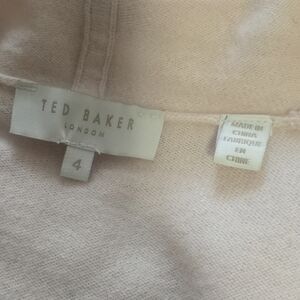 TED BAKER
LONDON
4
MADE IN
CHINA
FABRIQUE
EN
CHINE